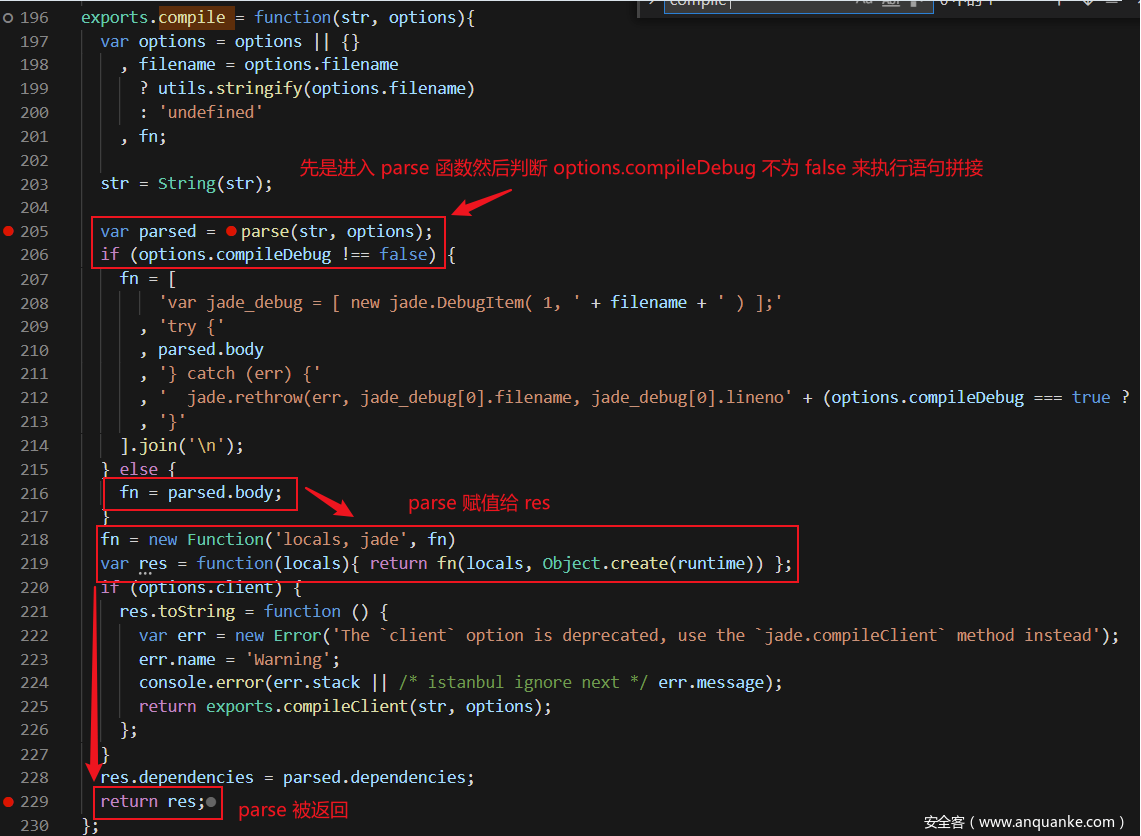 compile
196 exports.compile = function(str, options){
197 var options = options || {}
198 , filename = options.filename
199 ? utils.stringify(options.filename)
200 : 'undefined'
201 , fn;
202
先是进入 parse 函数然后判断 options.compileDebug 不为 false 来执行语句拼接
203 str = String(str);
204
205 var parsed = parse(str, options);
206 if (options.compileDebug !== false) {
207 fn = [
208 'var jade_debug = [ new jade.DebugItem( 1, ' + filename + ' ) ];'
209 , 'try {'
210 , parsed.body
211 , '} catch (err) {'
212 , '  jade.rethrow(err, jade_debug[0].filename, jade_debug[0].lineno' + (options.compileDebug === true ?
213 , '}'
214 ].join('\n');
215 } else {
216 fn = parsed.body;
parse 赋值给 res
217 }
218 fn = new Function('locals, jade', fn)
219 var res = function(locals){ return fn(locals, Object.create(runtime)) };
220 if (options.client) {
221 res.toString = function () {
222 var err = new Error('The `client` option is deprecated, use the `jade.compileClient` method instead');
223 err.name = 'Warning';
224 console.error(err.stack || /* istanbul ignore next */ err.message);
225 return exports.compileClient(str, options);
226 };
227 }
228 res.dependencies = parsed.dependencies;
229 return res;
parse 被返回
230 };
安全客 ( www.anquanke.com )